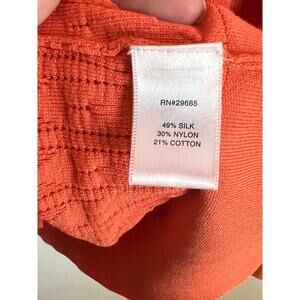 RN#29685
49% SILK
30% NYLON
21% COTTON